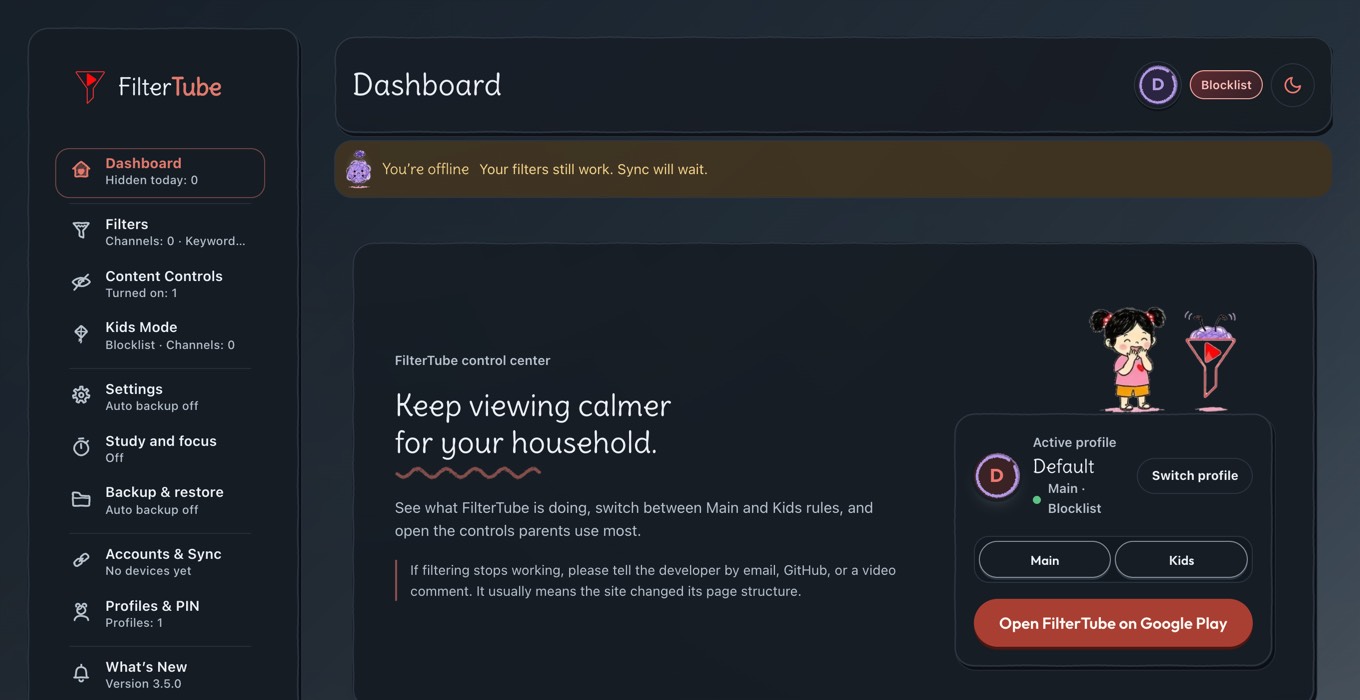 FilterTube
Dashboard
Hidden today: 0
Filters
Channels: 0 · Keyword...
Content Controls
Turned on: 1
Kids Mode
Blocklist · Channels: 0
Settings
Auto backup off
Study and focus
Off
Backup & restore
Auto backup off
Accounts & Sync
No devices yet
Profiles & PIN
Profiles: 1
What's New
Version 3.5.0
Dashboard
D
Blocklist
You're offline Your filters still work. Sync will wait.
FilterTube control center
Keep viewing calmer
for your household.
See what FilterTube is doing, switch between Main and Kids rules, and
open the controls parents use most.
If filtering stops working, please tell the developer by email, GitHub, or a video
comment. It usually means the site changed its page structure.
Active profile
D
Default
Main ·
Blocklist
Switch profile
Main
Kids
Open FilterTube on Google Play